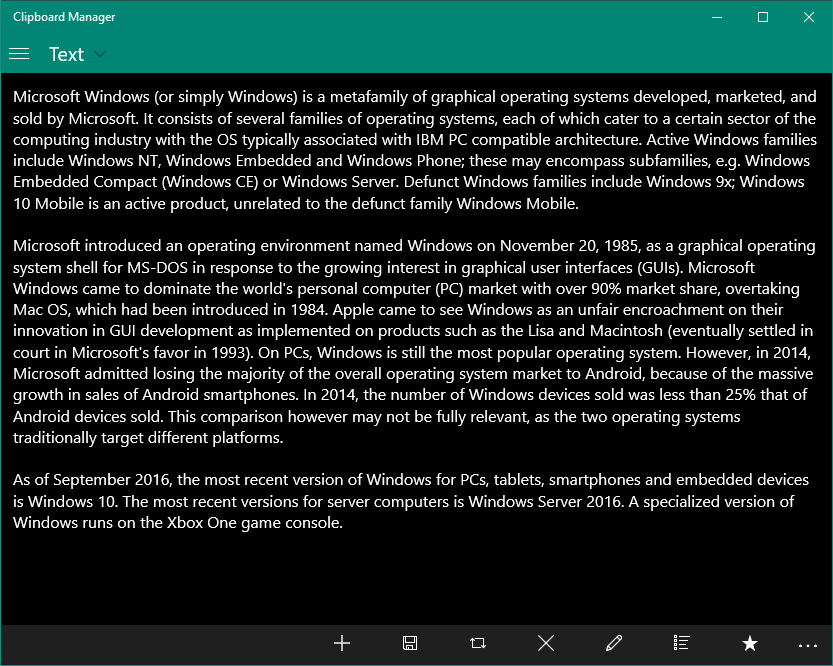 Clipboard Manager
Text
Microsoft Windows (or simply Windows) is a metafamily of graphical operating systems developed, marketed, and
sold by Microsoft. It consists of several families of operating systems, each of which cater to a certain sector of the
computing industry with the OS typically associated with IBM PC compatible architecture. Active Windows families
include Windows NT, Windows Embedded and Windows Phone; these may encompass subfamilies, e.g. Windows
Embedded Compact (Windows CE) or Windows Server. Defunct Windows families include Windows 9x; Windows
10 Mobile is an active product, unrelated to the defunct family Windows Mobile.
Microsoft introduced an operating environment named Windows on November 20, 1985, as a graphical operating
system shell for MS-DOS in response to the growing interest in graphical user interfaces (GUIs). Microsoft
Windows came to dominate the world's personal computer (PC) market with over 90% market share, overtaking
Mac OS, which had been introduced in 1984. Apple came to see Windows as an unfair encroachment on their
innovation in GUI development as implemented on products such as the Lisa and Macintosh (eventually settled in
court in Microsoft's favor in 1993). On PCs, Windows is still the most popular operating system. However, in 2014,
Microsoft admitted losing the majority of the overall operating system market to Android, because of the massive
growth in sales of Android smartphones. In 2014, the number of Windows devices sold was less than 25% that of
Android devices sold. This comparison however may not be fully relevant, as the two operating systems
traditionally target different platforms.
As of September 2016, the most recent version of Windows for PCs, tablets, smartphones and embedded devices
is Windows 10. The most recent versions for server computers is Windows Server 2016. A specialized version of
Windows runs on the Xbox One game console.